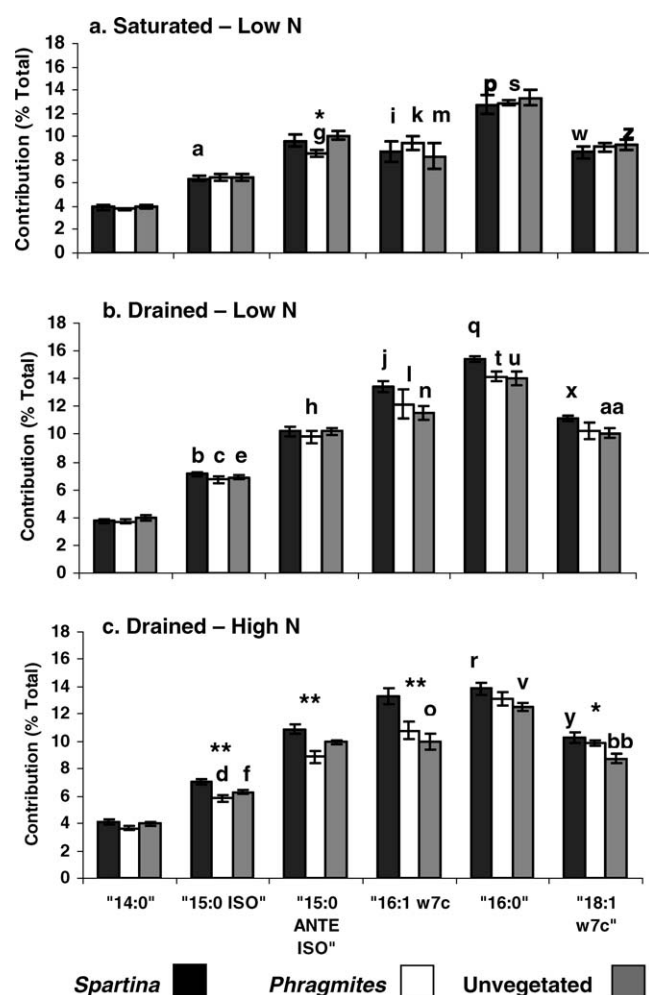 a. Saturated – Low N
Contribution (% Total)
18
16
14
12
10
8
6
4
2
0
a
*
g
i
k
m
p
s
w
z
b. Drained – Low N
Contribution (% Total)
18
16
14
12
10
8
6
4
2
0
b
c
e
h
j
l
n
q
t
u
x
aa
c. Drained – High N
Contribution (% Total)
18
16
14
12
10
8
6
4
2
0
**
d
f
**
**
o
r
v
y
*
bb
"14:0"
"15:0 ISO"
"15:0
ANTE
ISO"
"16:1 w7c
"16:0"
"18:1
w7c"
Spartina
Phragmites
Unvegetated